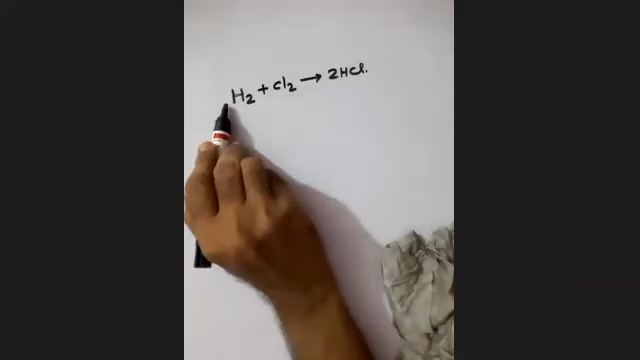 H₂ + Cl₂ → 2HCl.